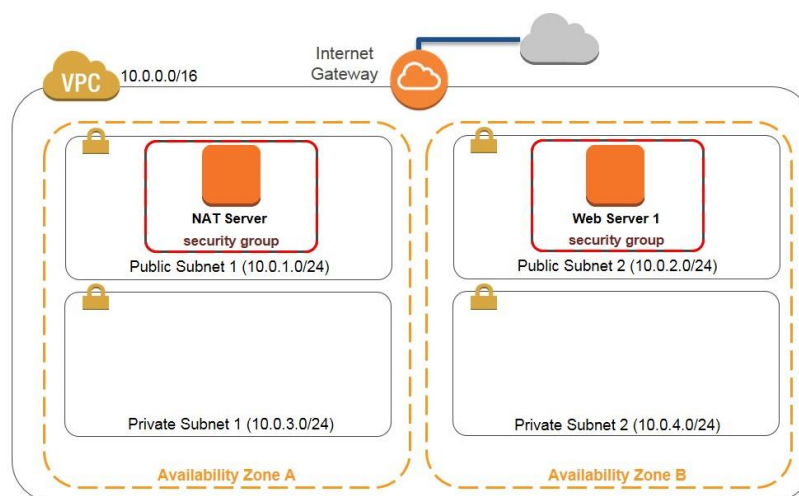 Internet
Gateway
VPC
10.0.0.0/16
NAT Server
security group
Public Subnet 1 (10.0.1.0/24)
Web Server 1
security group
Public Subnet 2 (10.0.2.0/24)
Private Subnet 1 (10.0.3.0/24)
Private Subnet 2 (10.0.4.0/24)
Availability Zone A
Availability Zone B